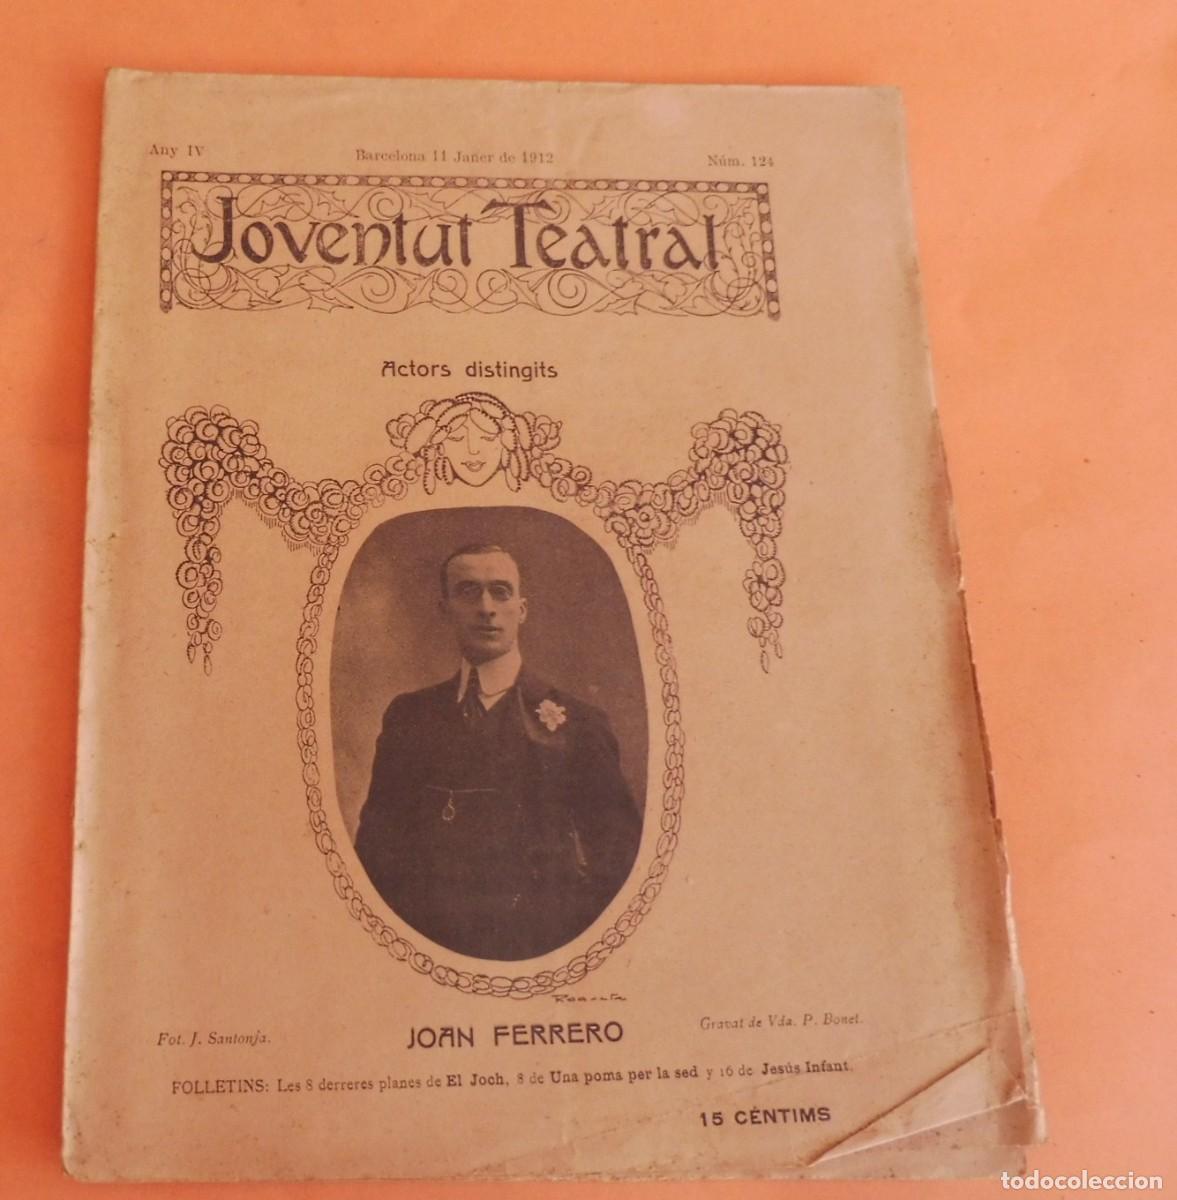 Any IV
Barcelona 11 Janer de 1912
Núm. 124
Joventut Teatral
Actors distingits
Fot. J. Santonja.
JOAN FERRERO
Gravat de Vda. P. Bonet.
FOLLETINS: Les 8 derreres planes de El Joch, 8 de Una poma per la sed y 16 de Jesús Infant.
15 CÉNTIMS
todocoleccion